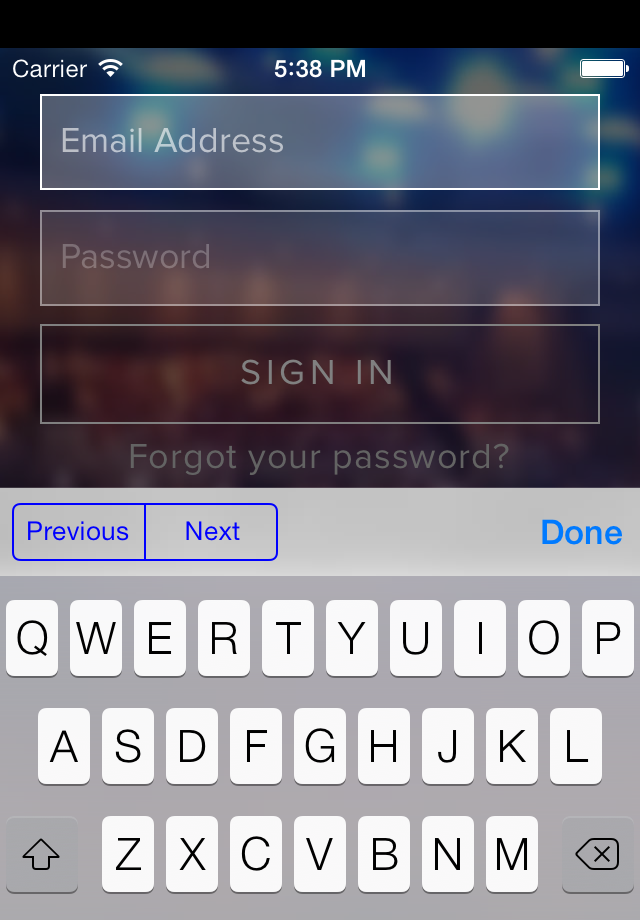 Carrier 5:38 PM
Email Address
Password
SIGN IN
Forgot your password?
Previous Next Done
Q W E R T Y U I O P
A S D F G H J K L
Z X C V B N M